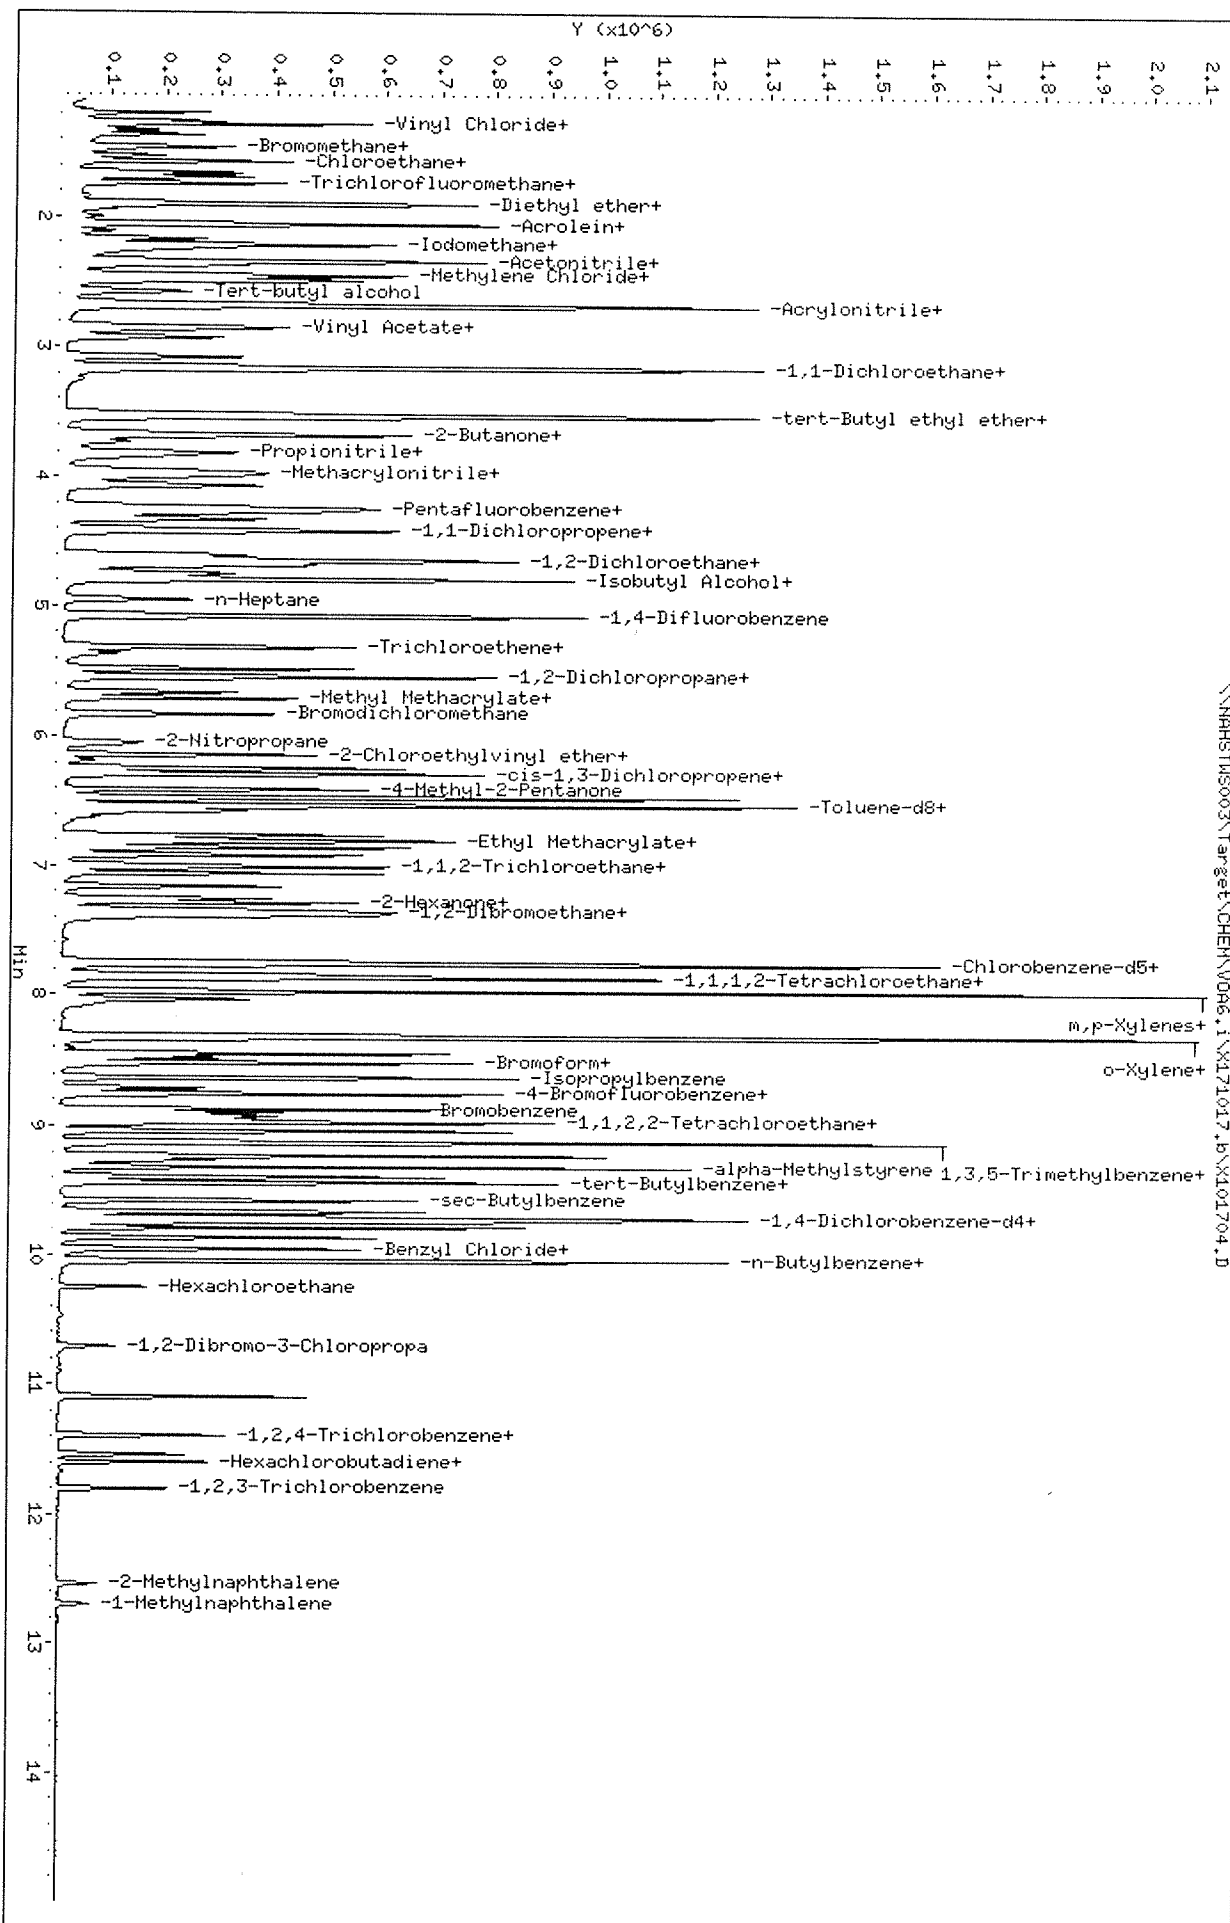 Y (x10^6)
0.1
0.2
0.3
0.4
0.5
0.6
0.7
0.8
0.9
1.0
1.1
1.2
1.3
1.4
1.5
1.6
1.7
1.8
1.9
2.0
2.1
-Vinyl Chloride+
-Bromomethane+
-Chloroethane+
-Trichlorofluoromethane+
-Diethyl ether+
2
-Acrolein+
-Iodomethane+
-Acetonitrile+
-Methylene Chloride+
-Tert-butyl alcohol
-Acrylonitrile+
-Vinyl Acetate+
3
-1,1-Dichloroethane+
-tert-Butyl ethyl ether+
-2-Butanone+
-Propionitrile+
4
-Methacrylonitrile+
-Pentafluorobenzene+
-1,1-Dichloropropene+
-1,2-Dichloroethane+
-Isobutyl Alcohol+
-n-Heptane
5
-1,4-Difluorobenzene
-Trichloroethene+
-1,2-Dichloropropane+
-Methyl Methacrylate+
-Bromodichloromethane
6
-2-Nitropropane
-2-Chloroethylvinyl ether+
-cis-1,3-Dichloropropene+
-4-Methyl-2-Pentanone
-Toluene-d8+
-Ethyl Methacrylate+
7
-1,1,2-Trichloroethane+
-2-Hexanone+
-1,2-Dibromoethane+
Min
-Chlorobenzene-d5+
-1,1,1,2-Tetrachloroethane+
8
m,p-Xylenes+
o-Xylene+
-Bromoform+
-Isopropylbenzene
-4-Bromofluorobenzene+
-Bromobenzene
9
-1,1,2,2-Tetrachloroethane+
-alpha-Methylstyrene
1,3,5-Trimethylbenzene+
-tert-Butylbenzene+
-sec-Butylbenzene
-1,4-Dichlorobenzene-d4+
-Benzyl Chloride+
10
-n-Butylbenzene+
-Hexachloroethane
-1,2-Dibromo-3-Chloropropa
11
-1,2,4-Trichlorobenzene+
-Hexachlorobutadiene+
-1,2,3-Trichlorobenzene
12
-2-Methylnaphthalene
-1-Methylnaphthalene
13
14
\Target\CHEM\VOA6.i\X171017.b\X101704.D